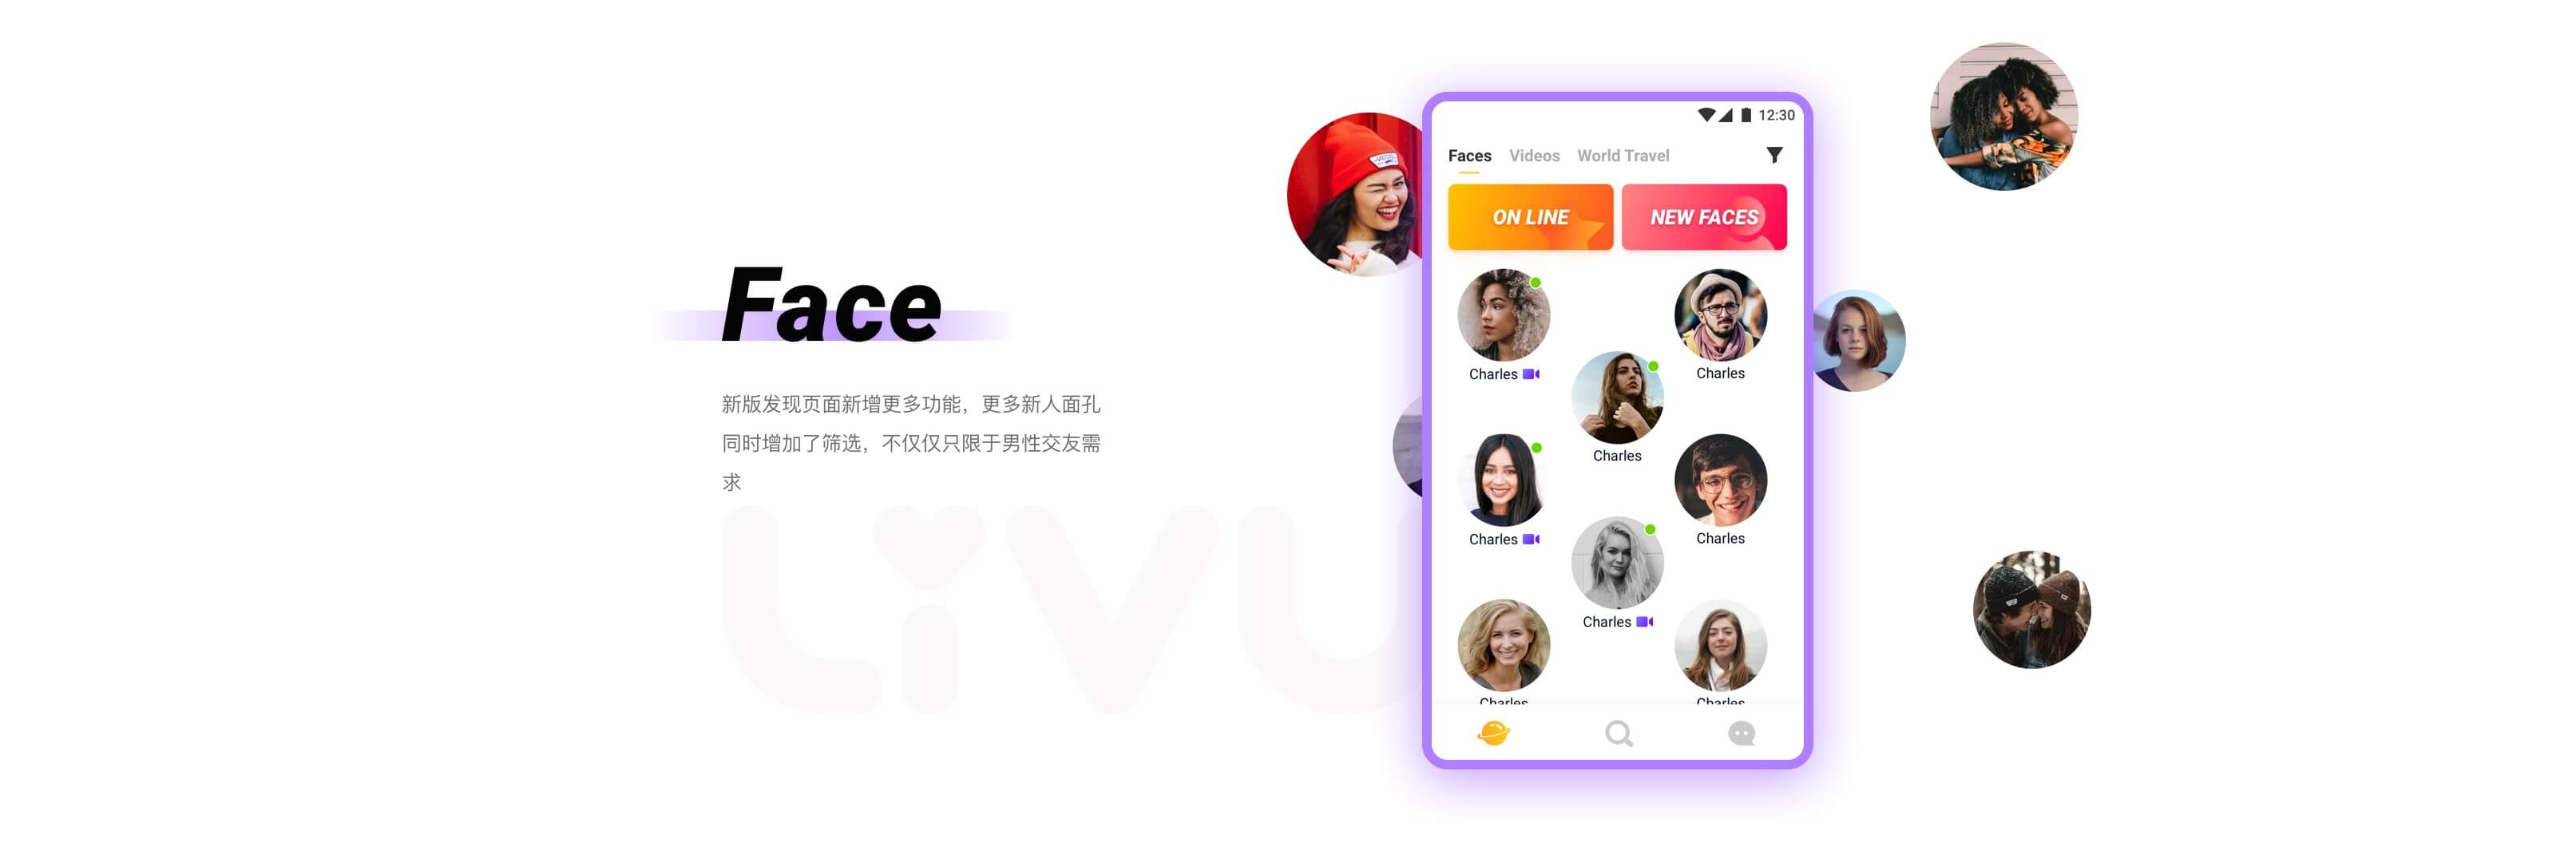 Face
新版发现页面新增更多功能，更多新人面孔
同时增加了筛选，不仅仅只限于男性交友需
求
LiVU
12:30
Faces Videos World Travel
ON LINE NEW FACES
Charles
Charles
Charles
Charles
Charles
Charles
Charles
Charles